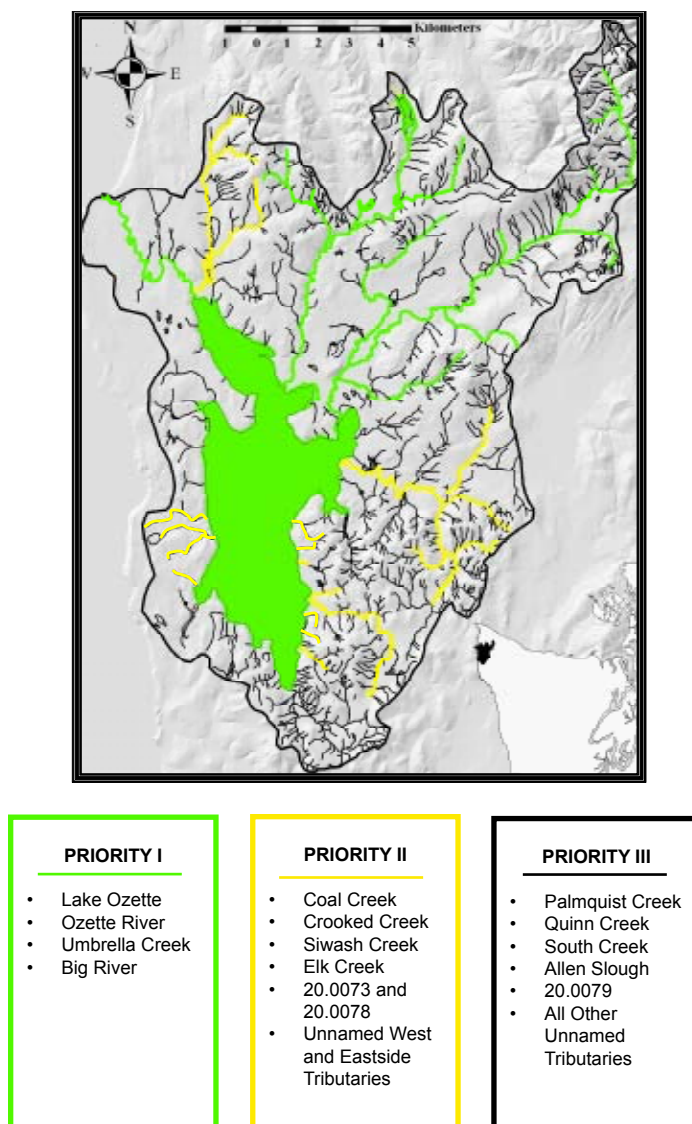 N
Kilometers
1 0 1 2 3 4 5
W E
S
PRIORITY I
• Lake Ozette
• Ozette River
• Umbrella Creek
• Big River
PRIORITY II
• Coal Creek
• Crooked Creek
• Siwash Creek
• Elk Creek
• 20.0073 and
20.0078
• Unnamed West
and Eastside
Tributaries
PRIORITY III
• Palmquist Creek
• Quinn Creek
• South Creek
• Allen Slough
• 20.0079
• All Other
Unnamed
Tributaries